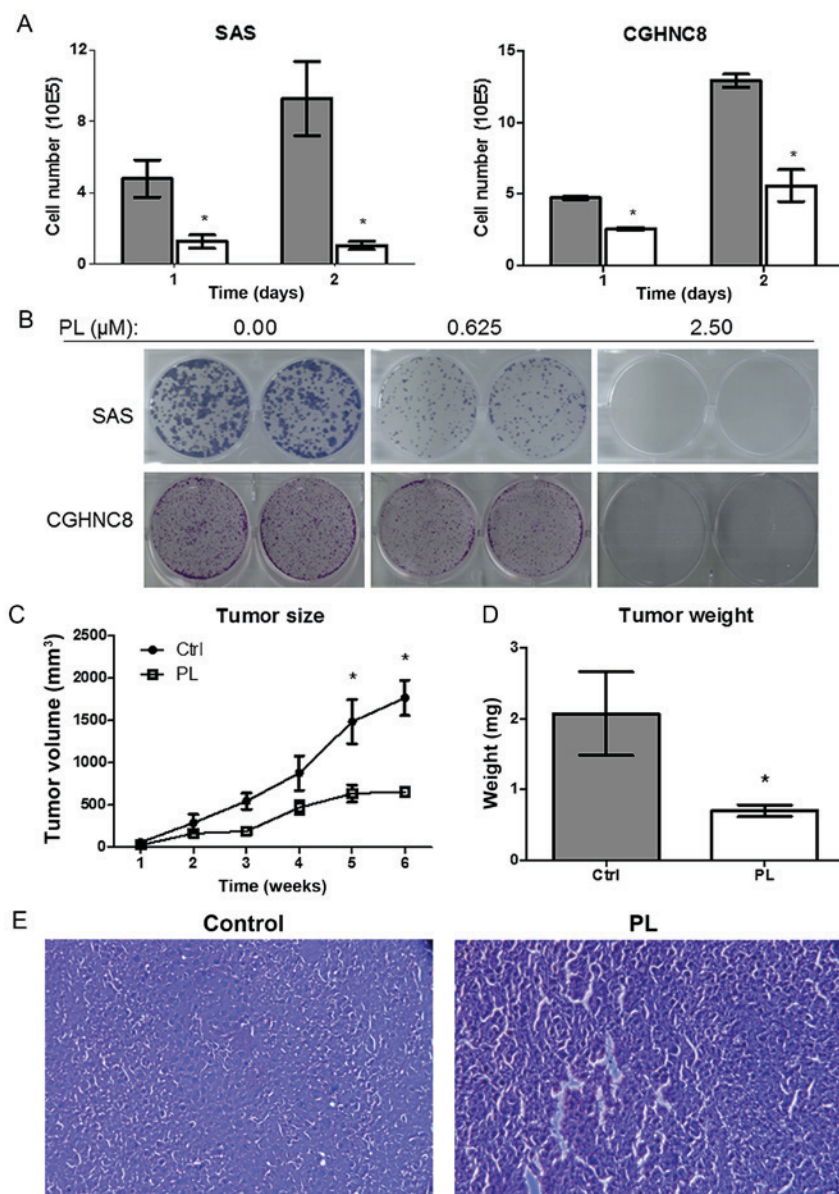 A
SAS
12
8
4
0
Cell number (10E5)
*
*
1
2
Time (days)
CGHNC8
15
10
5
0
Cell number (10E5)
*
*
1
2
Time (days)
B
PL (μM): 0.00 0.625 2.50
SAS
CGHNC8
C
Tumor size
2500
2000
1500
1000
500
0
Tumor volume (mm³)
Ctrl
PL
*
*
1 2 3 4 5 6
Time (weeks)
D
Tumor weight
3
2
1
0
Weight (mg)
*
Ctrl
PL
E
Control
PL